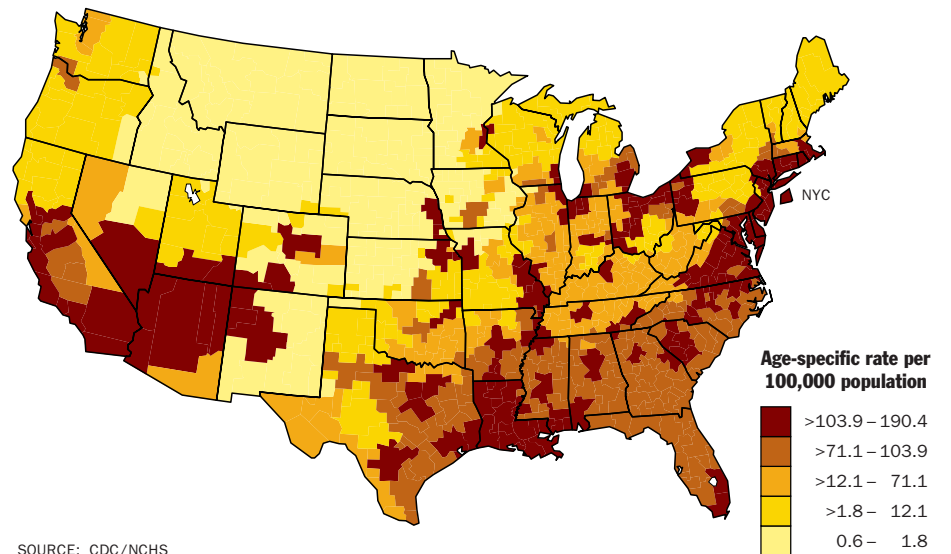 NYC
Age-specific rate per
100,000 population
>103.9 – 190.4
>71.1 – 103.9
>12.1 – 71.1
>1.8 – 12.1
0.6 – 1.8
SOURCE: CDC/NCHS